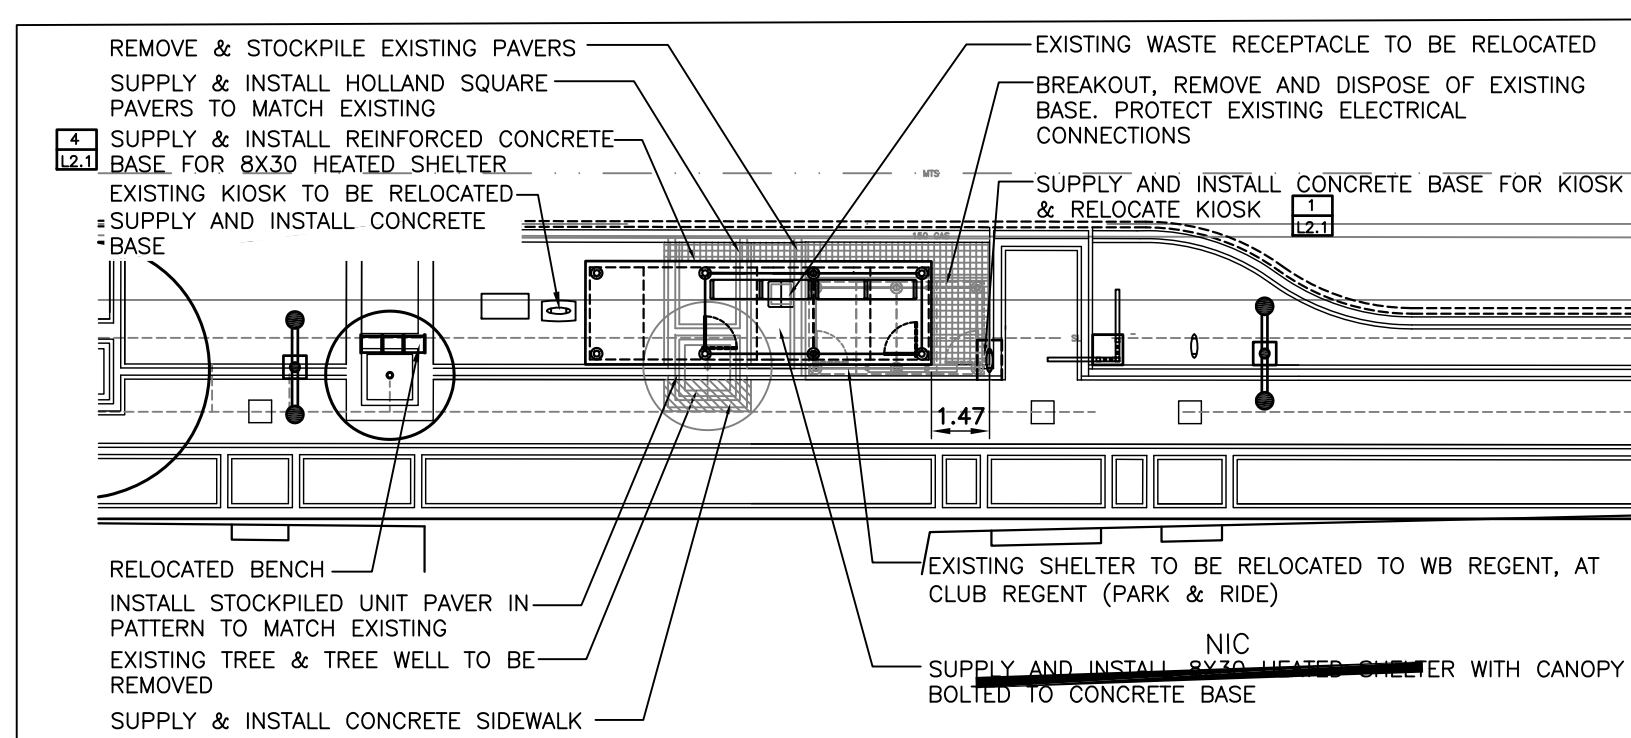 REMOVE & STOCKPILE EXISTING PAVERS
SUPPLY & INSTALL HOLLAND SQUARE
PAVERS TO MATCH EXISTING
4
L2.1
SUPPLY & INSTALL REINFORCED CONCRETE
BASE FOR 8X30 HEATED SHELTER
EXISTING KIOSK TO BE RELOCATED
SUPPLY AND INSTALL CONCRETE
BASE
EXISTING WASTE RECEPTACLE TO BE RELOCATED
BREAKOUT, REMOVE AND DISPOSE OF EXISTING
BASE. PROTECT EXISTING ELECTRICAL
CONNECTIONS
MTS
SUPPLY AND INSTALL CONCRETE BASE FOR KIOSK
& RELOCATE KIOSK
1
L2.1
150 GAS
SL
1.47
RELOCATED BENCH
INSTALL STOCKPILED UNIT PAVER IN
PATTERN TO MATCH EXISTING
EXISTING TREE & TREE WELL TO BE
REMOVED
SUPPLY & INSTALL CONCRETE SIDEWALK
EXISTING SHELTER TO BE RELOCATED TO WB REGENT, AT
CLUB REGENT (PARK & RIDE)
NIC
SUPPLY AND INSTALL 8X30 HEATED SHELTER WITH CANOPY
BOLTED TO CONCRETE BASE